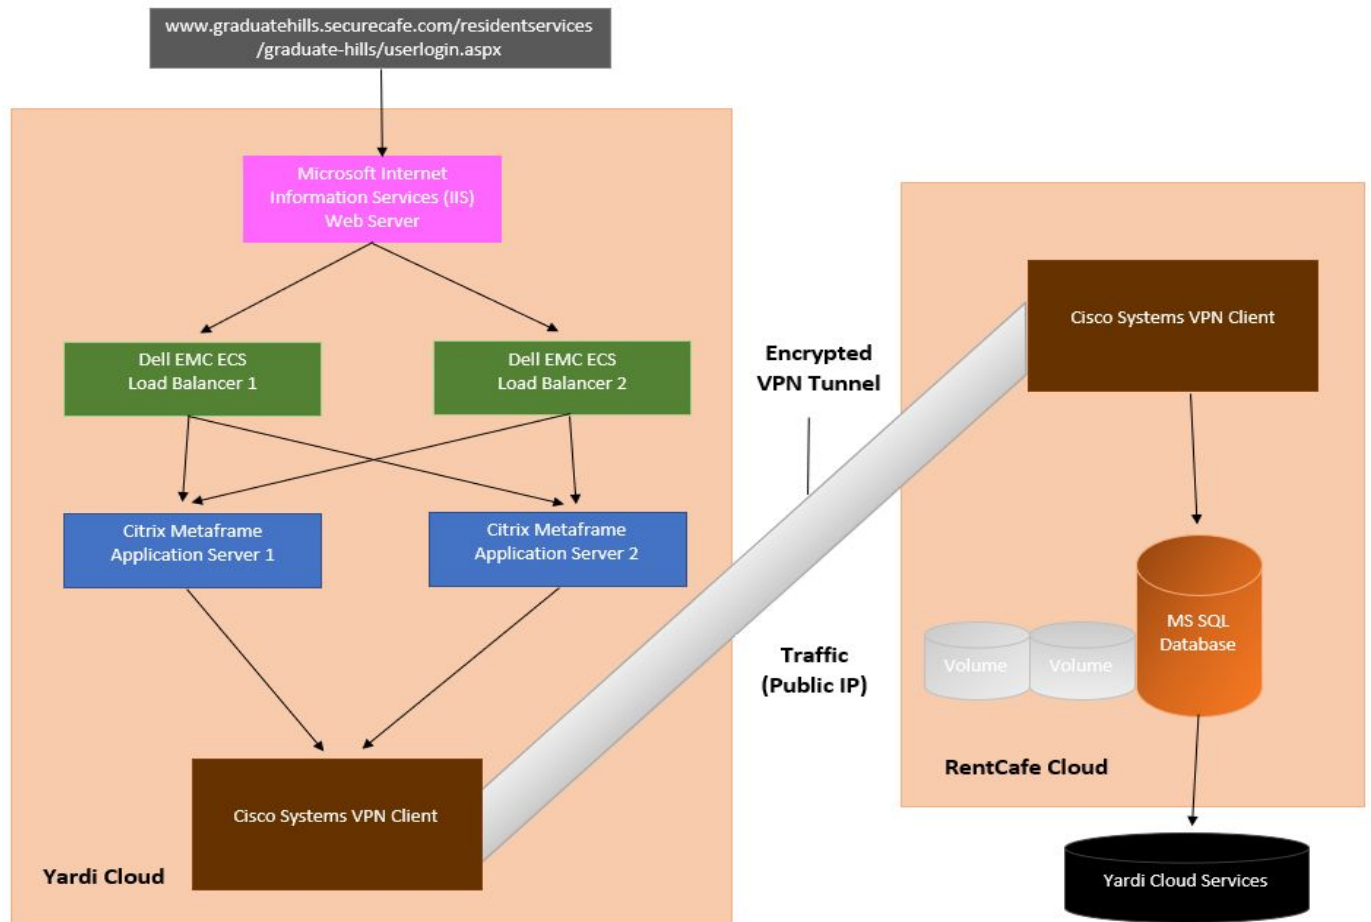 www.graduatehills.securecafe.com/residentservices
/graduate-hills/userlogin.aspx
Microsoft Internet
Information Services (IIS)
Web Server
Dell EMC ECS
Load Balancer 1
Dell EMC ECS
Load Balancer 2
Citrix Metaframe
Application Server 1
Citrix Metaframe
Application Server 2
Cisco Systems VPN Client
Yardi Cloud
Encrypted
VPN Tunnel
Traffic
(Public IP)
Cisco Systems VPN Client
MS SQL
Database
Volume
Volume
RentCafe Cloud
Yardi Cloud Services